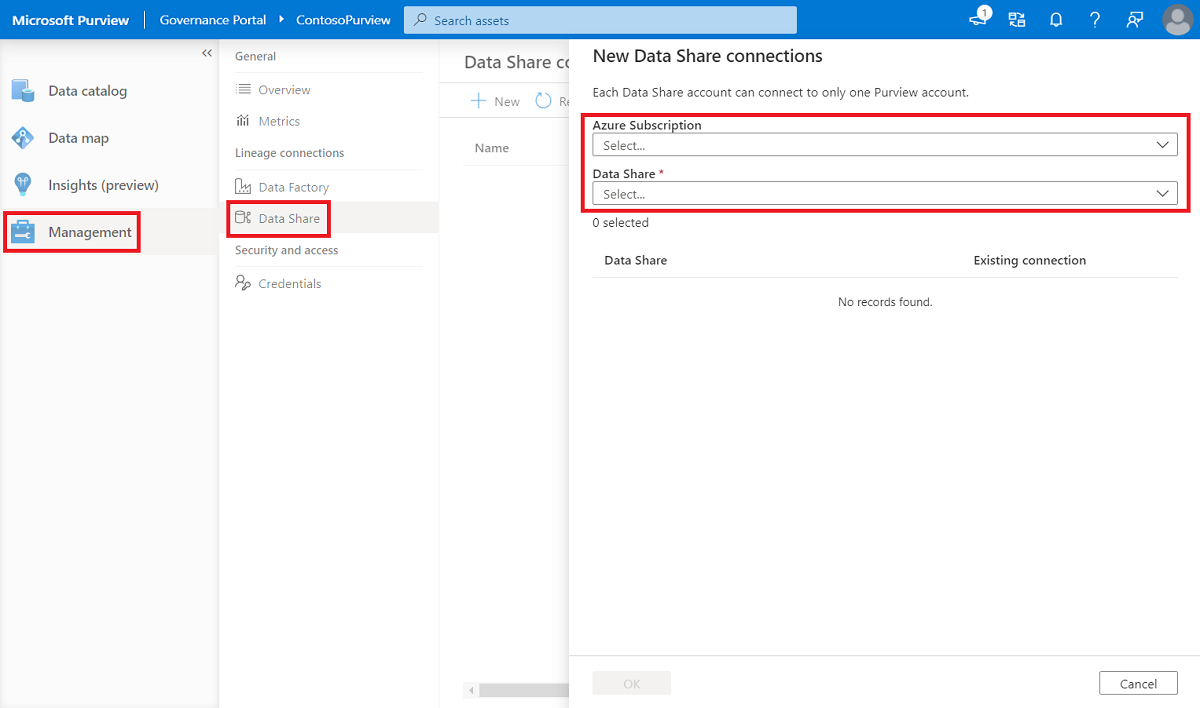 Microsoft Purview
Governance Portal
ContosoPurview
Search assets
1
Data catalog
Data map
Insights (preview)
Management
General
Overview
Metrics
Lineage connections
Data Factory
Data Share
Security and access
Credentials
Data Share co
New Re
Name
New Data Share connections
Each Data Share account can connect to only one Purview account.
Azure Subscription
Select...
Data Share *
Select...
0 selected
Data Share Existing connection
No records found.
OK Cancel